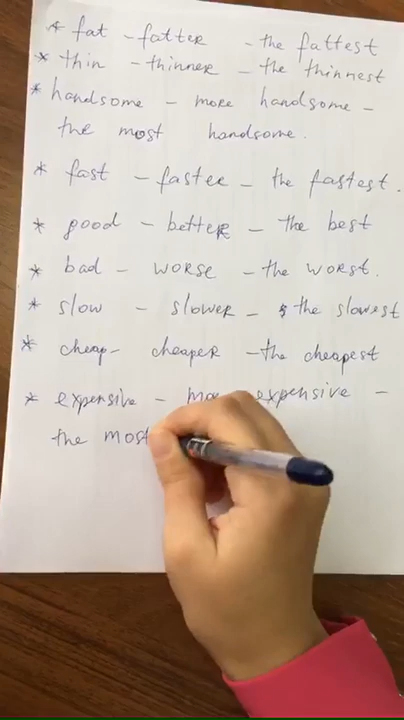 * fat - fatter - the fattest
* thin - thinner - the thinnest
* handsome - more handsome -
the most handsome.
* fast - faster - the fastest.
* good - better - the best
* bad - worse - the worst.
* slow - slower - the slowest
* cheap - cheaper - the cheapest
* expensive - expensive -
the most